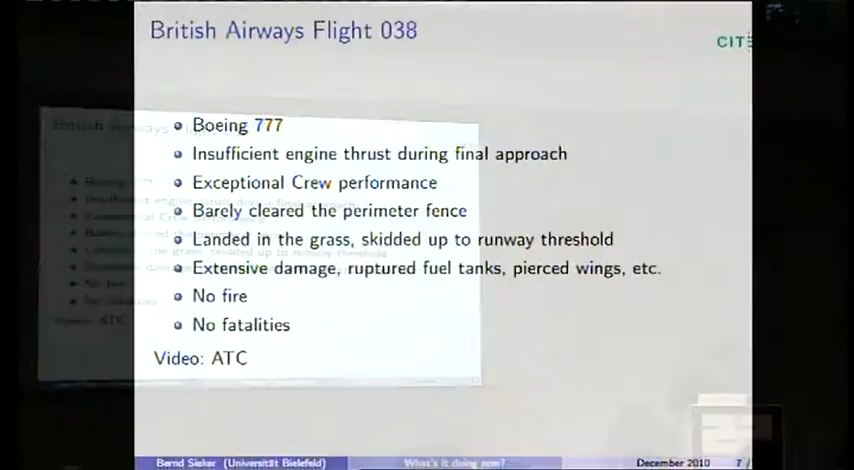 British Airways Flight 038
CITE
Boeing 777
Insufficient engine thrust during final approach
Exceptional Crew performance
Barely cleared the perimeter fence
Landed in the grass, skidded up to runway threshold
Extensive damage, ruptured fuel tanks, pierced wings, etc.
No fire
No fatalities
Video: ATC
Bernd Sieker (Universität Bielefeld) What's it doing now? December 2010 7 /